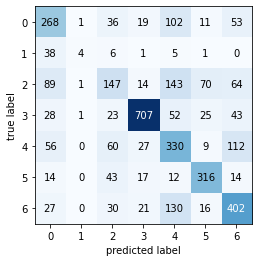 0 268 1 36 19 102 11 53
1 38 4 6 1 5 1 0
2 89 1 147 14 143 70 64
3 28 1 23 707 52 25 43
4 56 0 60 27 330 9 112
5 14 0 43 17 12 316 14
6 27 0 30 21 130 16 402
0 1 2 3 4 5 6
true label
predicted label